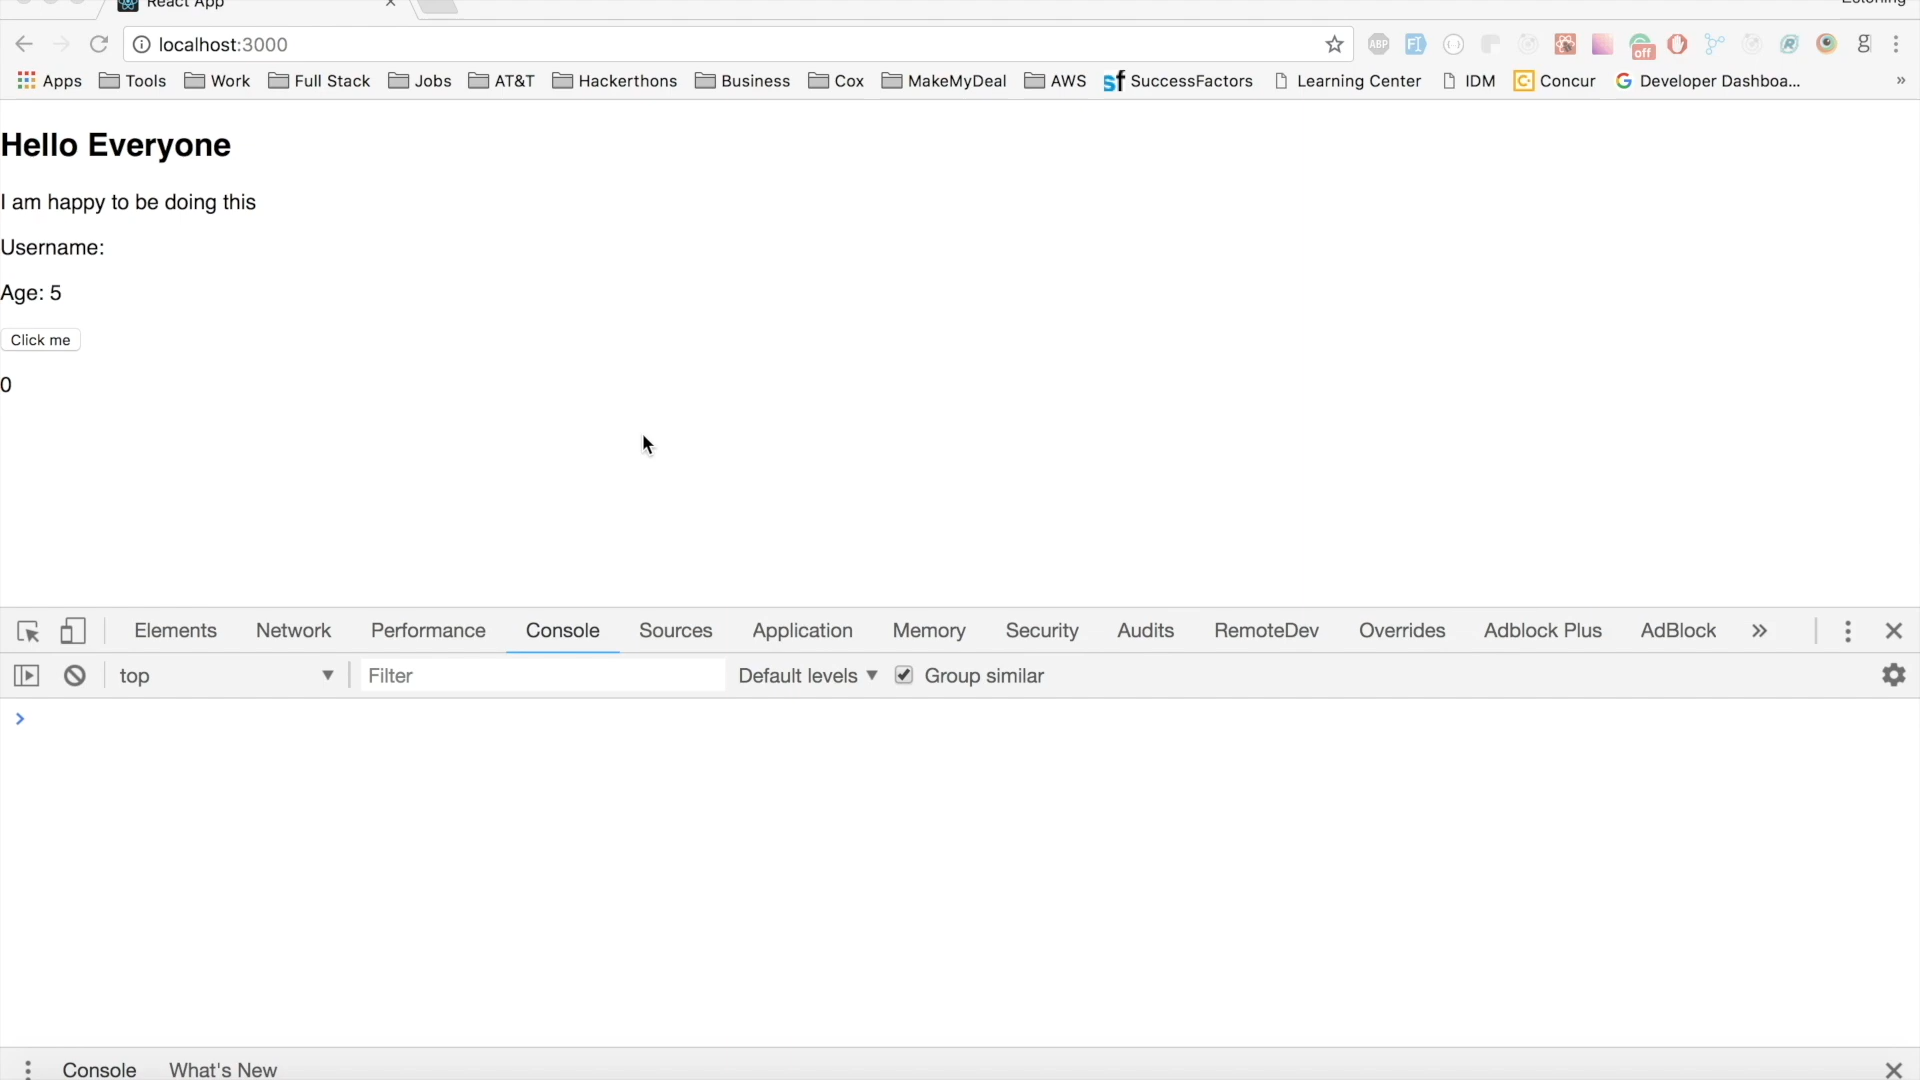 React App
localhost:3000
ABP
off
Apps Tools Work Full Stack Jobs AT&T Hackerthons Business Cox MakeMyDeal AWS SuccessFactors Learning Center IDM Concur Developer Dashboa... »
Hello Everyone
I am happy to be doing this
Username:
Age: 5
Click me
0
Elements Network Performance Console Sources Application Memory Security Audits RemoteDev Overrides Adblock Plus AdBlock »
top Filter Default levels Group similar
Console What's New